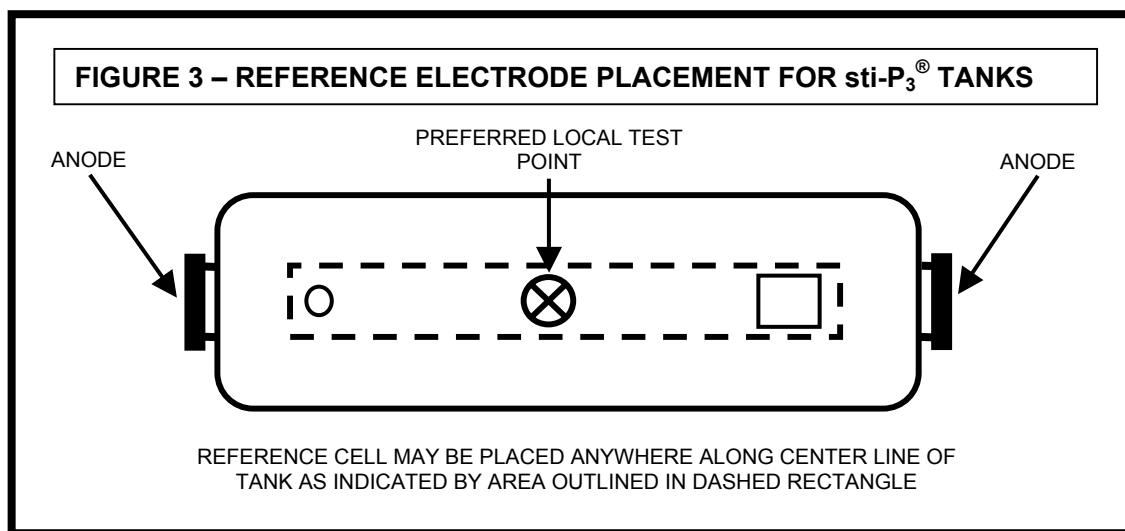 FIGURE 3 – REFERENCE ELECTRODE PLACEMENT FOR sti-P₃® TANKS
PREFERRED LOCAL TEST
POINT
ANODE
ANODE
REFERENCE CELL MAY BE PLACED ANYWHERE ALONG CENTER LINE OF
TANK AS INDICATED BY AREA OUTLINED IN DASHED RECTANGLE